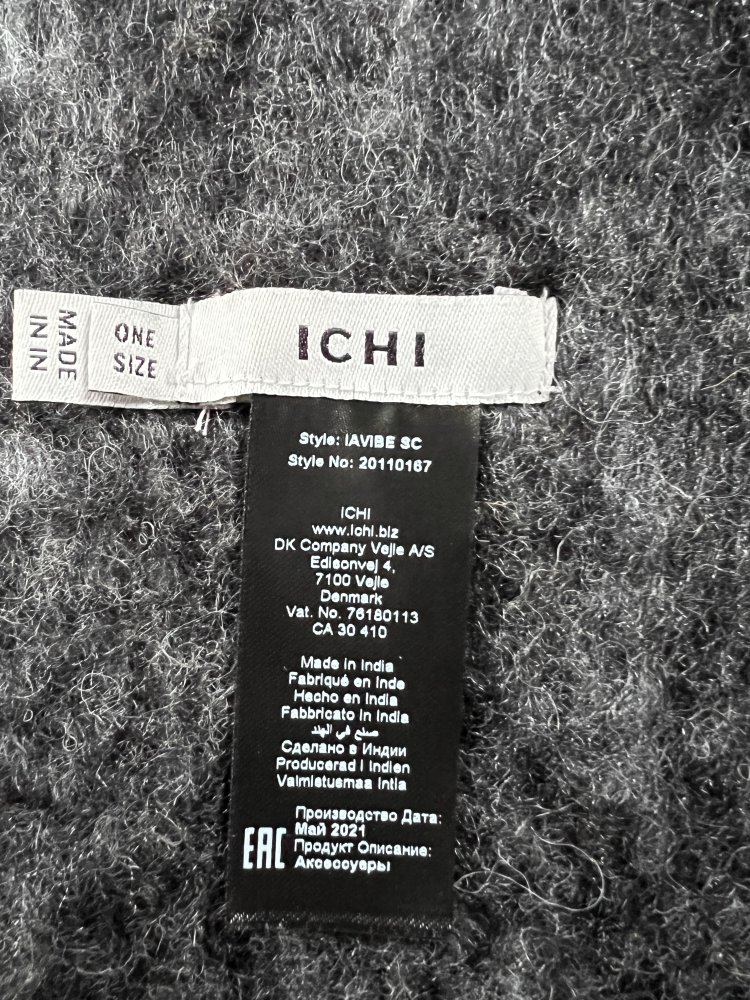 MADE
IN IN
ONE
SIZE
ICHI
Style: IAVIBE SC
Style No: 20110167
ICHI
www.ichi.biz
DK Company Vejle A/S
Edisonvej 4,
7100 Vejle
Denmark
Vat. No. 76180113
CA 30 410
Made in India
Fabriqué en Inde
Hecho en India
Fabbricato in India
صنع في الهند
Сделано в Индии
Producerad I Indien
Valmistusmaa Intia
Производство Дата:
Май 2021
Продукт Описание:
Аксессуары
EAC